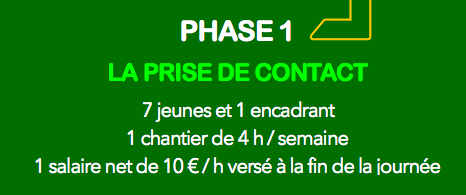 PHASE 1
LA PRISE DE CONTACT
7 jeunes et 1 encadrant
1 chantier de 4 h / semaine
1 salaire net de 10 € / h versé à la fin de la journée